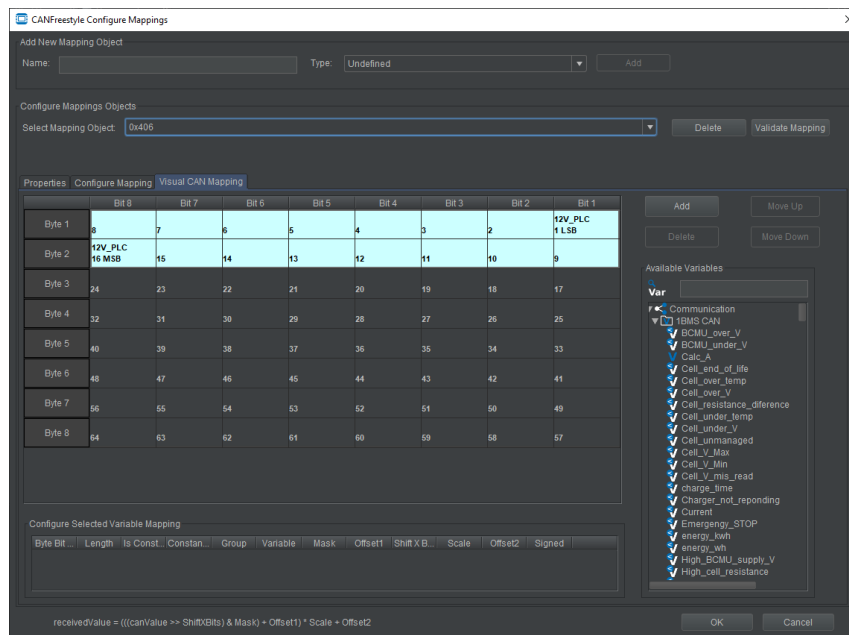 CANFreestyle Configure Mappings
Add New Mapping Object
Name: Type: Undefined Add
Configure Mappings Objects
Select Mapping Object: 0x406 Delete Validate Mapping
Properties Configure Mapping Visual CAN Mapping
Bit 8 Bit 7 Bit 6 Bit 5 Bit 4 Bit 3 Bit 2 Bit 1
Byte 1 8 7 6 5 4 3 2 12V_PLC 1 LSB
Byte 2 12V_PLC 16 MSB 15 14 13 12 11 10 9
Byte 3 24 23 22 21 20 19 18 17
Byte 4 32 31 30 29 28 27 26 25
Byte 5 40 39 38 37 36 35 34 33
Byte 6 48 47 46 45 44 43 42 41
Byte 7 56 55 54 53 52 51 50 49
Byte 8 64 63 62 61 60 59 58 57
Add Move Up
Delete Move Down
Available Variables
Var
Communication
1BMS CAN
BCMU_over_V
BCMU_under_V
Calc_A
Cell_end_of_life
Cell_over_temp
Cell_over_V
Cell_resistance_diference
Cell_under_temp
Cell_under_V
Cell_unmanaged
Cell_V_Max
Cell_V_Min
Cell_V_mis_read
charge_time
Charger_not_reponding
Current
Emergengy_STOP
energy_kwh
energy_wh
High_BCMU_supply_V
High_cell_resistance
Configure Selected Variable Mapping
Byte Bit ... Length Is Const... Constan... Group Variable Mask Offset1 Shift X B... Scale Offset2 Signed
receivedValue = (((canValue >> ShiftXBits) & Mask) + Offset1) * Scale + Offset2
OK Cancel